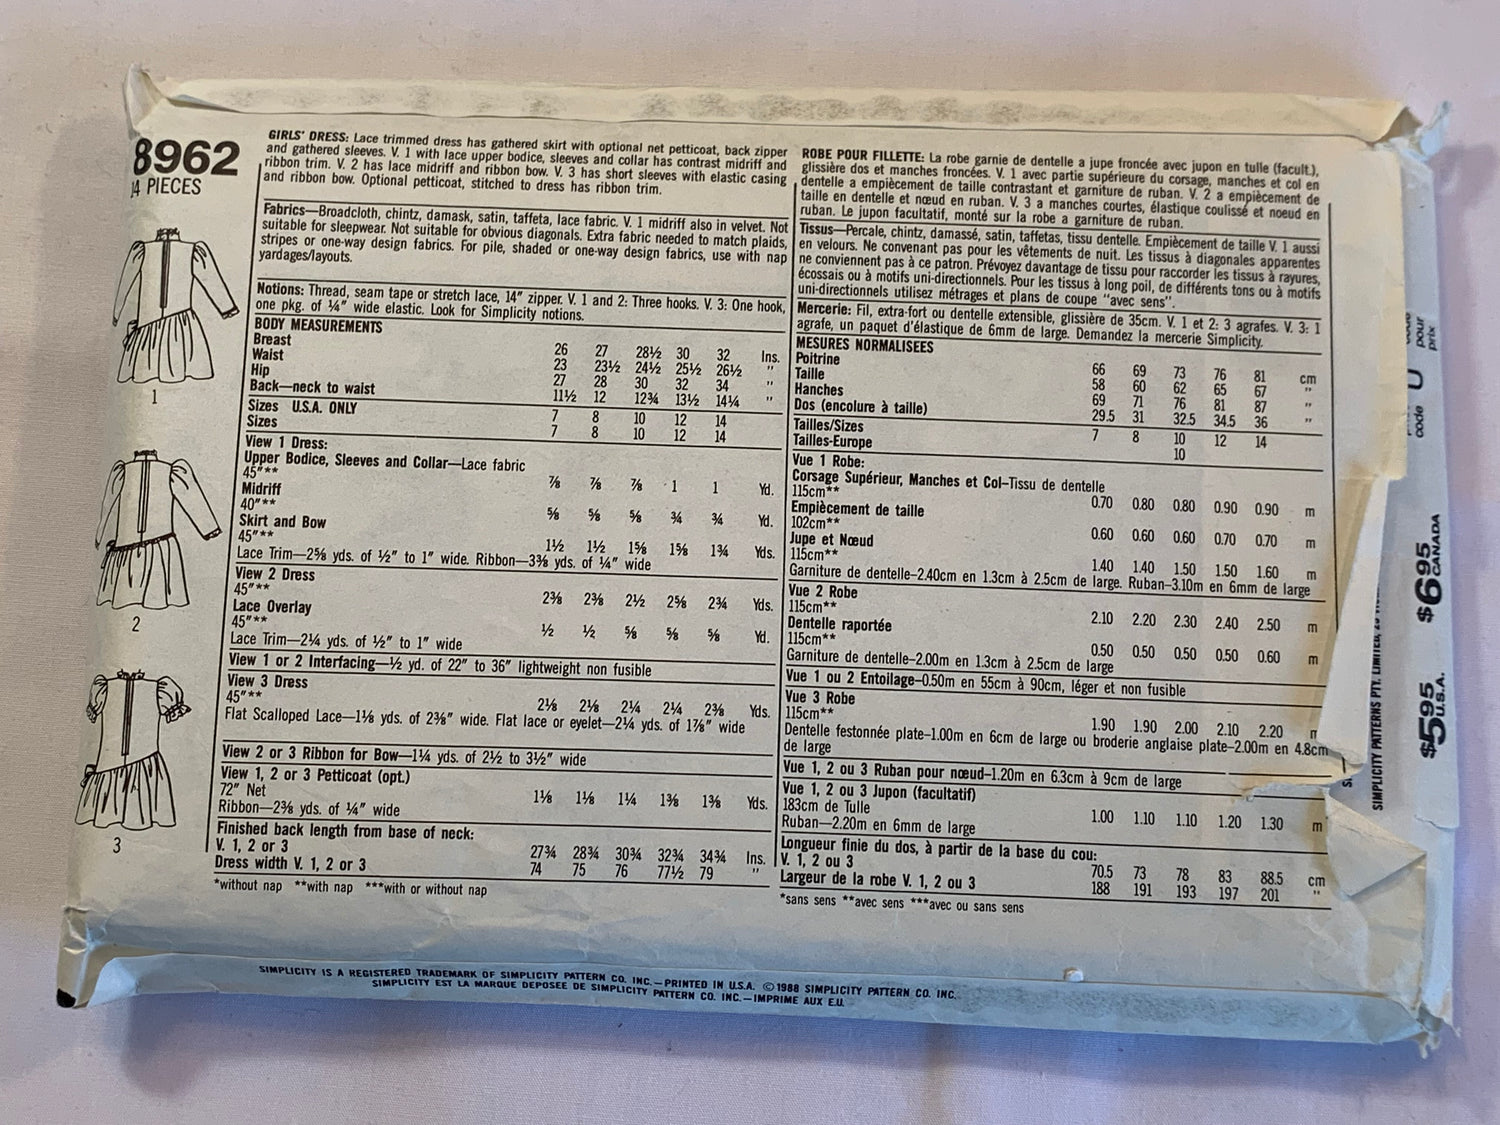 8962
14 PIECES
1
2
3
GIRLS' DRESS: Lace trimmed dress has gathered skirt with optional net petticoat, back zipper
and gathered sleeves. V. 1 with lace upper bodice, sleeves and collar has contrast midriff and
ribbon trim. V. 2 has lace midriff and ribbon bow. V. 3 has short sleeves with elastic casing
and ribbon bow. Optional petticoat, stitched to dress has ribbon trim.
Fabrics—Broadcloth, chintz, damask, satin, taffeta, lace fabric. V. 1 midriff also in velvet. Not
suitable for sleepwear. Not suitable for obvious diagonals. Extra fabric needed to match plaids,
stripes or one-way design fabrics. For pile, shaded or one-way design fabrics, use with nap
yardages/layouts.
Notions: Thread, seam tape or stretch lace, 14" zipper. V. 1 and 2: Three hooks. V. 3: One hook,
one pkg. of ¼" wide elastic. Look for Simplicity notions.
BODY MEASUREMENTS
Breast 26 27 28½ 30 32 Ins.
Waist 23 23½ 24½ 25½ 26½ "
Hip 27 28 30 32 34 "
Back—neck to waist 11½ 12 12¾ 13½ 14¼ "
Sizes U.S.A. ONLY 7 8 10 12 14
Sizes 7 8 10 12 14
View 1 Dress:
Upper Bodice, Sleeves and Collar—Lace fabric
45"** ⅞ ⅞ ⅞ 1 1 Yd.
Midriff
40"** ⅝ ⅝ ⅝ ¾ ¾ Yd.
Skirt and Bow
45"** 1½ 1½ 1⅝ 1⅝ 1¾ Yds.
Lace Trim—2⅝ yds. of ½" to 1" wide. Ribbon—3⅜ yds. of ¼" wide
View 2 Dress
45"** 2⅜ 2⅜ 2½ 2⅝ 2¾ Yds.
Lace Overlay
45"** ½ ½ ⅝ ⅝ ⅝ Yd.
Lace Trim—2¼ yds. of ½" to 1" wide
View 1 or 2 Interfacing—½ yd. of 22" to 36" lightweight non fusible
View 3 Dress
45"** 2⅛ 2⅛ 2¼ 2¼ 2⅜ Yds.
Flat Scalloped Lace—1⅛ yds. of 2⅜" wide. Flat lace or eyelet—2¼ yds. of 1⅞" wide
View 2 or 3 Ribbon for Bow—1¼ yds. of 2½ to 3½" wide
View 1, 2 or 3 Petticoat (opt.)
72" Net 1⅛ 1⅛ 1¼ 1⅜ 1⅜ Yds.
Ribbon—2⅜ yds. of ¼" wide
Finished back length from base of neck:
V. 1, 2 or 3 27¾ 28¾ 30¾ 32¾ 34¾ Ins.
Dress width V. 1, 2 or 3 74 75 76 77½ 79 "
*without nap **with nap ***with or without nap
ROBE POUR FILLETTE: La robe garnie de dentelle a jupe froncée avec jupon en tulle (facult.),
glissière dos et manches froncées. V. 1 avec partie supérieure du corsage, manches et col en
dentelle a empiècement de taille contrastant et garniture de ruban. V. 2 a empiècement de
taille en dentelle et nœud en ruban. V. 3 a manches courtes, élastique coulissé et noeud en
ruban. Le jupon facultatif, monté sur la robe a garniture de ruban.
Tissus—Percale, chintz, damassé, satin, taffetas, tissu dentelle. Empiècement de taille V. 1 aussi
en velours. Ne convenant pas pour les vêtements de nuit. Les tissus à diagonales apparentes
ne conviennent pas à ce patron. Prévoyez davantage de tissu pour raccorder les tissus à rayures,
écossais ou à motifs uni-directionnels. Pour les tissus à long poil, de différents tons ou à motifs
uni-directionnels utilisez métrages et plans de coupe "avec sens".
Mercerie: Fil, extra-fort ou dentelle extensible, glissière de 35cm. V. 1 et 2: 3 agrafes. V. 3: 1
agrafe, un paquet d'élastique de 6mm de large. Demandez la mercerie Simplicity.
MESURES NORMALISEES
Poitrine 66 69 73 76 81 cm
Taille 58 60 62 65 67 "
Hanches 69 71 76 81 87 "
Dos (encolure à taille) 29.5 31 32.5 34.5 36 "
Tailles/Sizes 7 8 10 12 14
Tailles-Europe 10
Vue 1 Robe:
Corsage Supérieur, Manches et Col–Tissu de dentelle
115cm** 0.70 0.80 0.80 0.90 0.90 m
Empiècement de taille
102cm** 0.60 0.60 0.60 0.70 0.70 m
Jupe et Nœud
115cm** 1.40 1.40 1.50 1.50 1.60 m
Garniture de dentelle–2.40cm en 1.3cm à 2.5cm de large. Ruban–3.10m en 6mm de large
Vue 2 Robe
115cm** 2.10 2.20 2.30 2.40 2.50 m
Dentelle raportée
115cm** 0.50 0.50 0.50 0.50 0.60 m
Garniture de dentelle–2.00m en 1.3cm à 2.5cm de large
Vue 1 ou 2 Entoilage–0.50m en 55cm à 90cm, léger et non fusible
Vue 3 Robe
115cm** 1.90 1.90 2.00 2.10 2.20
Dentelle festonnée plate–1.00m en 6cm de large ou broderie anglaise plate–2.00m en 4.8cm
de large
Vue 1, 2 ou 3 Ruban pour nœud–1.20m en 6.3cm à 9cm de large
Vue 1, 2 ou 3 Jupon (facultatif)
183cm de Tulle 1.00 1.10 1.10 1.20 1.30 m
Ruban–2.20m en 6mm de large
Longueur finie du dos, à partir de la base du cou:
V. 1, 2 ou 3 70.5 73 78 83 88.5 cm
Largeur de la robe V. 1, 2 ou 3 188 191 193 197 201 "
*sans sens **avec sens ***avec ou sans sens
pour
prix
code
U
$6.95
CANADA
$5.95
U.S.A.
SIMPLICITY PATTERNS PTY. LIMITED,
SIMPLICITY IS A REGISTERED TRADEMARK OF SIMPLICITY PATTERN CO. INC.—PRINTED IN U.S.A. ©1988 SIMPLICITY PATTERN CO. INC.
SIMPLICITY EST LA MARQUE DEPOSEE DE SIMPLICITY PATTERN CO. INC.—IMPRIME AUX E.U.